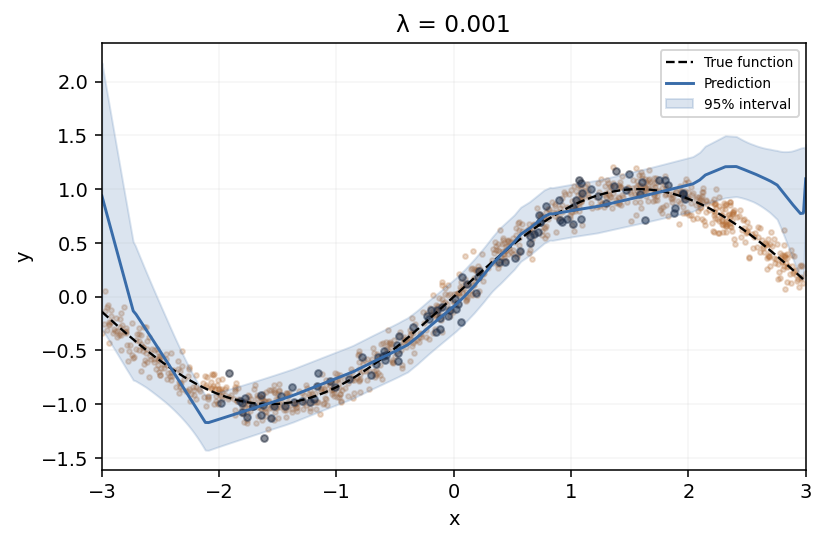 λ = 0.001
True function
Prediction
95% interval
2.0
1.5
1.0
0.5
0.0
−0.5
−1.0
−1.5
y
−3 −2 −1 0 1 2 3
x